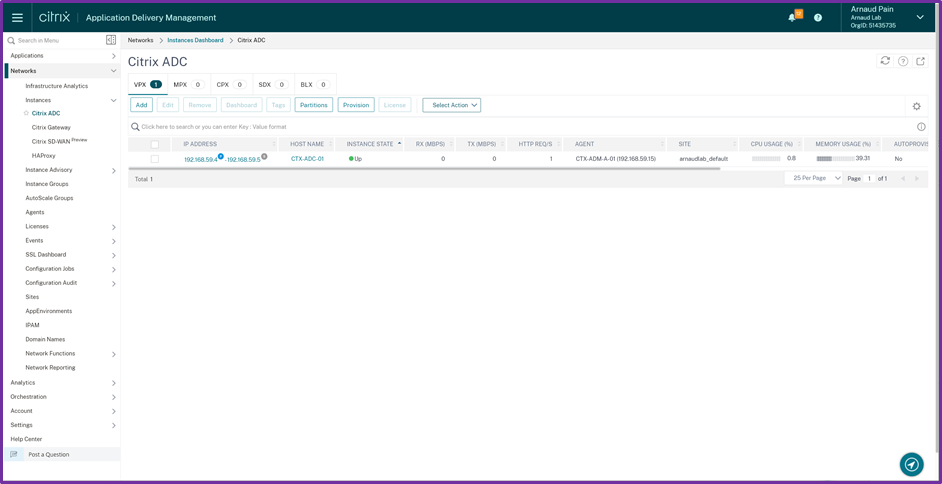 citrix | Application Delivery Management
Arnaud Pain
Arnaud Lab
OrgID: 51435735
Search in Menu
Applications
Networks
Infrastructure Analytics
Instances
Citrix ADC
Citrix Gateway
Citrix SD-WAN Preview
HAProxy
Instance Advisory
Instance Groups
AutoScale Groups
Agents
Licenses
Events
SSL Dashboard
Configuration Jobs
Configuration Audit
Sites
AppEnvironments
IPAM
Domain Names
Network Functions
Network Reporting
Analytics
Orchestration
Account
Settings
Help Center
Post a Question
Networks > Instances Dashboard > Citrix ADC
Citrix ADC
VPX 1 MPX 0 CPX 0 SDX 0 BLX 0
Add Edit Remove Dashboard Tags Partitions Provision License Select Action
Click here to search or you can enter Key : Value format
IP ADDRESS HOST NAME INSTANCE STATE RX (MBPS) TX (MBPS) HTTP REQ/S AGENT SITE CPU USAGE (%) MEMORY USAGE (%) AUTOPROVIS
192.168.59.4 P -192.168.59.5 S CTX-ADC-01 Up 0 0 1 CTX-ADM-A-01 (192.168.59.15) arnaudlab_default 0.8 39.31 No
Total 1
25 Per Page Page 1 of 1